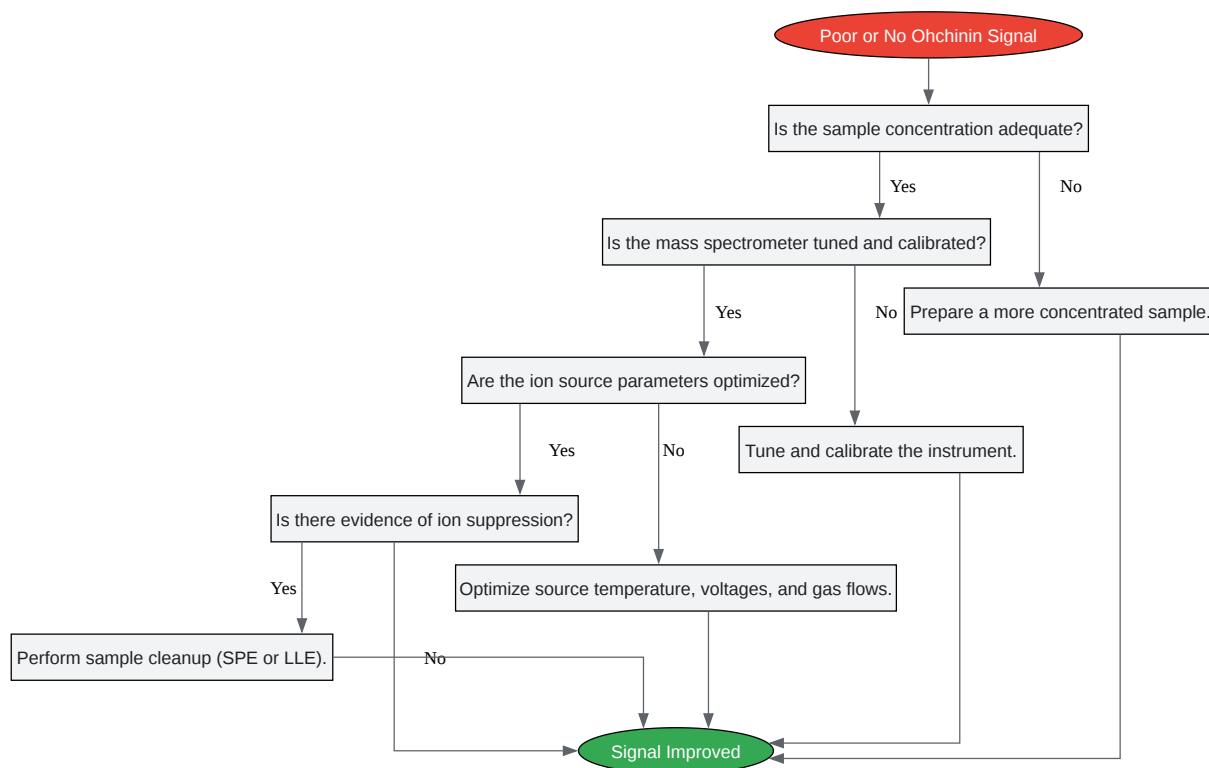 Poor or No Ohchinin Signal
Is the sample concentration adequate?
Yes
No
Is the mass spectrometer tuned and calibrated?
Yes
No
Prepare a more concentrated sample.
Are the ion source parameters optimized?
Yes
No
Tune and calibrate the instrument.
Is there evidence of ion suppression?
Yes
Optimize source temperature, voltages, and gas flows.
Perform sample cleanup (SPE or LLE).
No
Signal Improved